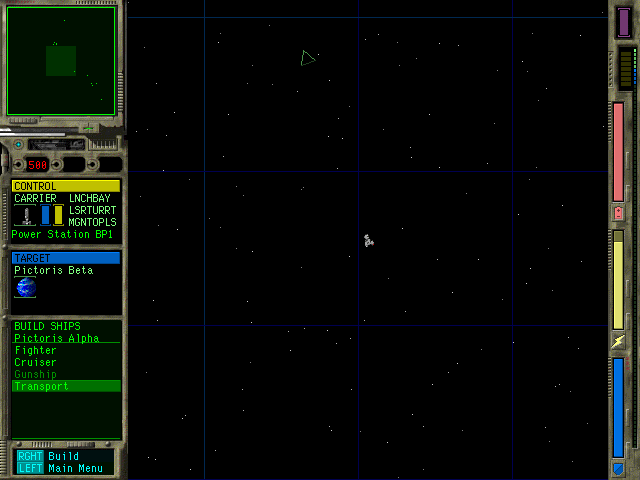 500
CONTROL
CARRIER LNCHBAY
LSRTURRT
MGNTOPLS
Power Station BP1
TARGET
Pictoris Beta
BUILD SHIPS
Pictoris Alpha
Fighter
Cruiser
Gunship
Transport
RGHT Build
LEFT Main Menu